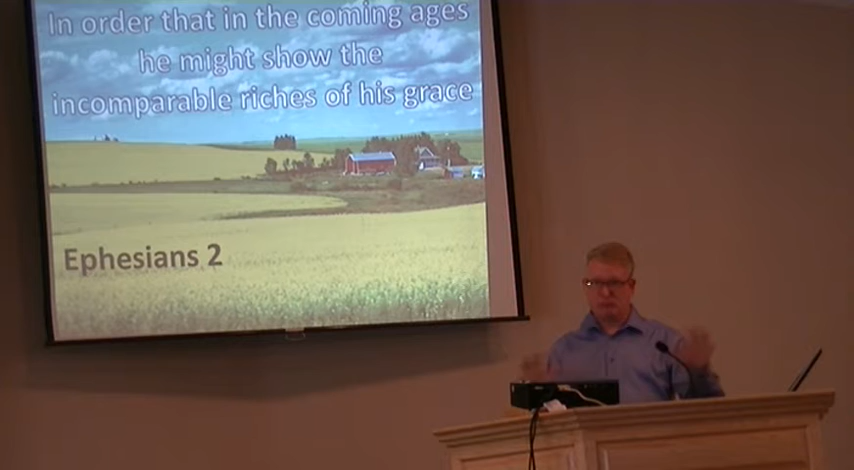 In order that in the coming ages
he might show the
incomparable riches of his grace
Ephesians 2